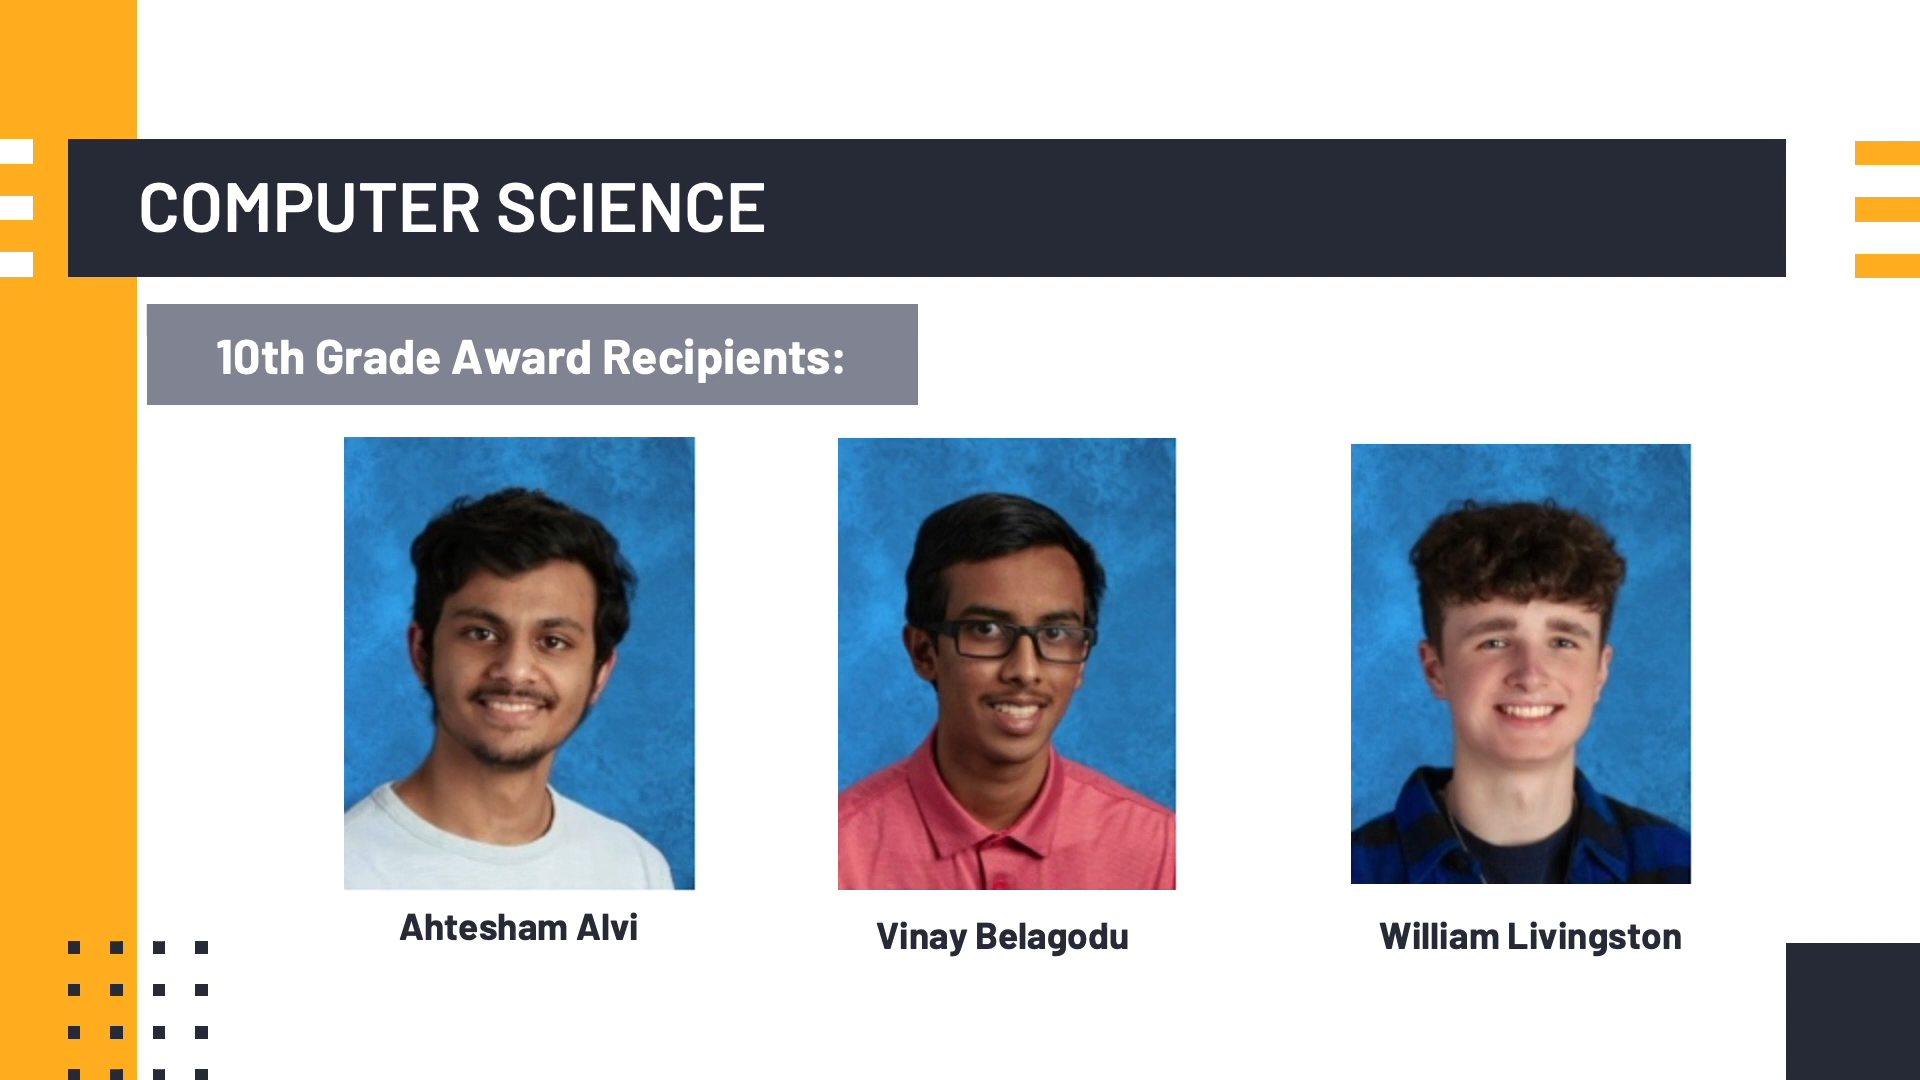 COMPUTER SCIENCE
10th Grade Award Recipients:
Ahtesham Alvi
Vinay Belagodu
William Livingston